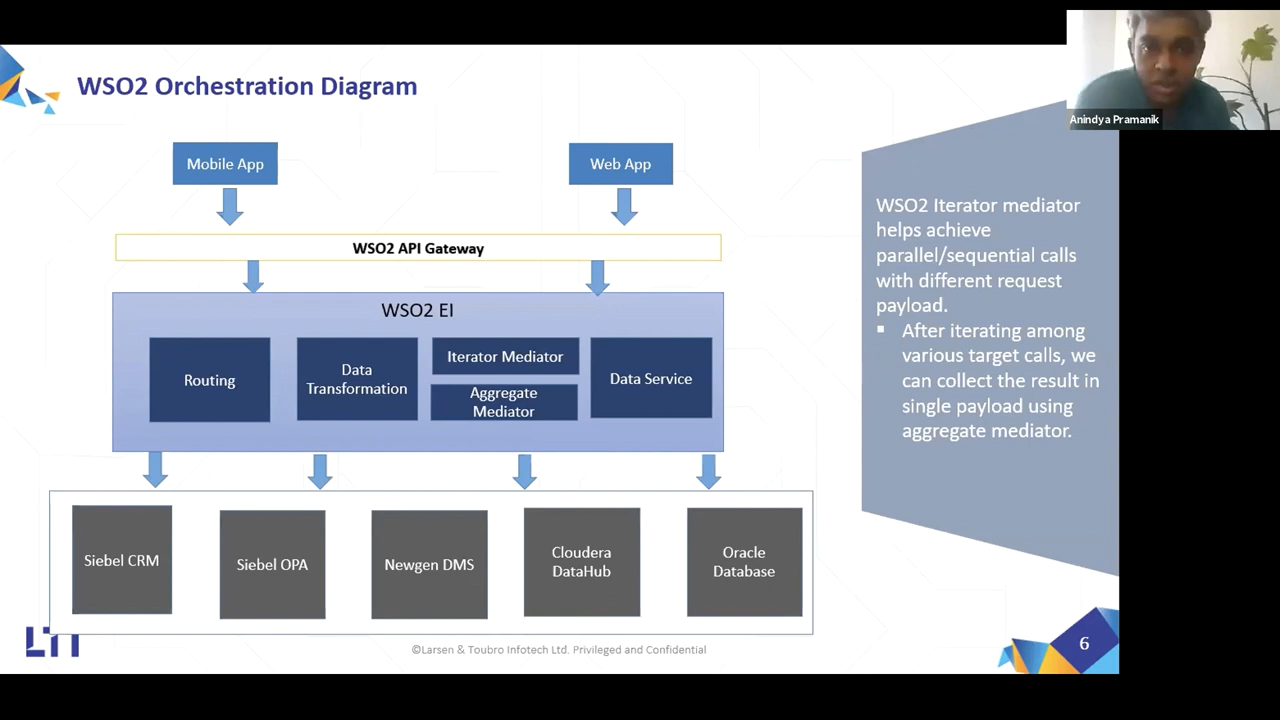 WSO2 Orchestration Diagram
Anindya Pramanik
Mobile App
Web App
WSO2 API Gateway
WSO2 EI
Routing
Data
Transformation
Iterator Mediator
Aggregate
Mediator
Data Service
Siebel CRM
Siebel OPA
Newgen DMS
Cloudera
DataHub
Oracle
Database
WSO2 Iterator mediator
helps achieve
parallel/sequential calls
with different request
payload.
▪ After iterating among
various target calls, we
can collect the result in
single payload using
aggregate mediator.
LTI
©Larsen & Toubro Infotech Ltd. Privileged and Confidential
6